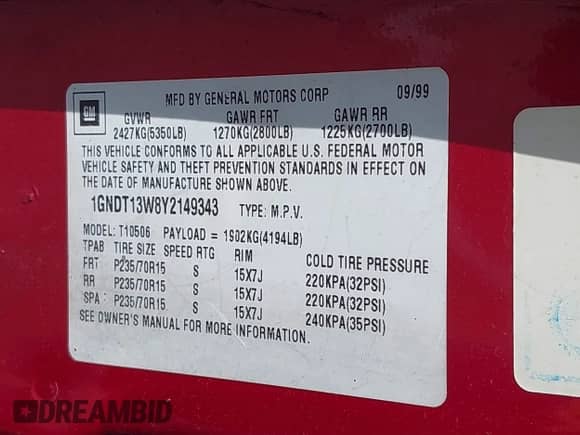 GM
MFD BY GENERAL MOTORS CORP 09/99
GVWR GAWR FRT GAWR RR
2427KG(5350LB) 1270KG(2800LB) 1225KG(2700LB)
THIS VEHICLE CONFORMS TO ALL APPLICABLE U.S. FEDERAL MOTOR
VEHICLE SAFETY AND THEFT PREVENTION STANDARDS IN EFFECT ON
THE DATE OF MANUFACTURE SHOWN ABOVE.
1GNDT13W8Y2149343 TYPE: M.P.V.
MODEL: T10506 PAYLOAD = 1902KG(4194LB)
TPAB TIRE SIZE SPEED RTG RIM COLD TIRE PRESSURE
FRT P235/70R15 S 15X7J 220KPA(32PSI)
RR P235/70R15 S 15X7J 220KPA(32PSI)
SPA P235/70R15 S 15X7J 240KPA(35PSI)
SEE OWNER'S MANUAL FOR MORE INFORMATION.
DREAMBID